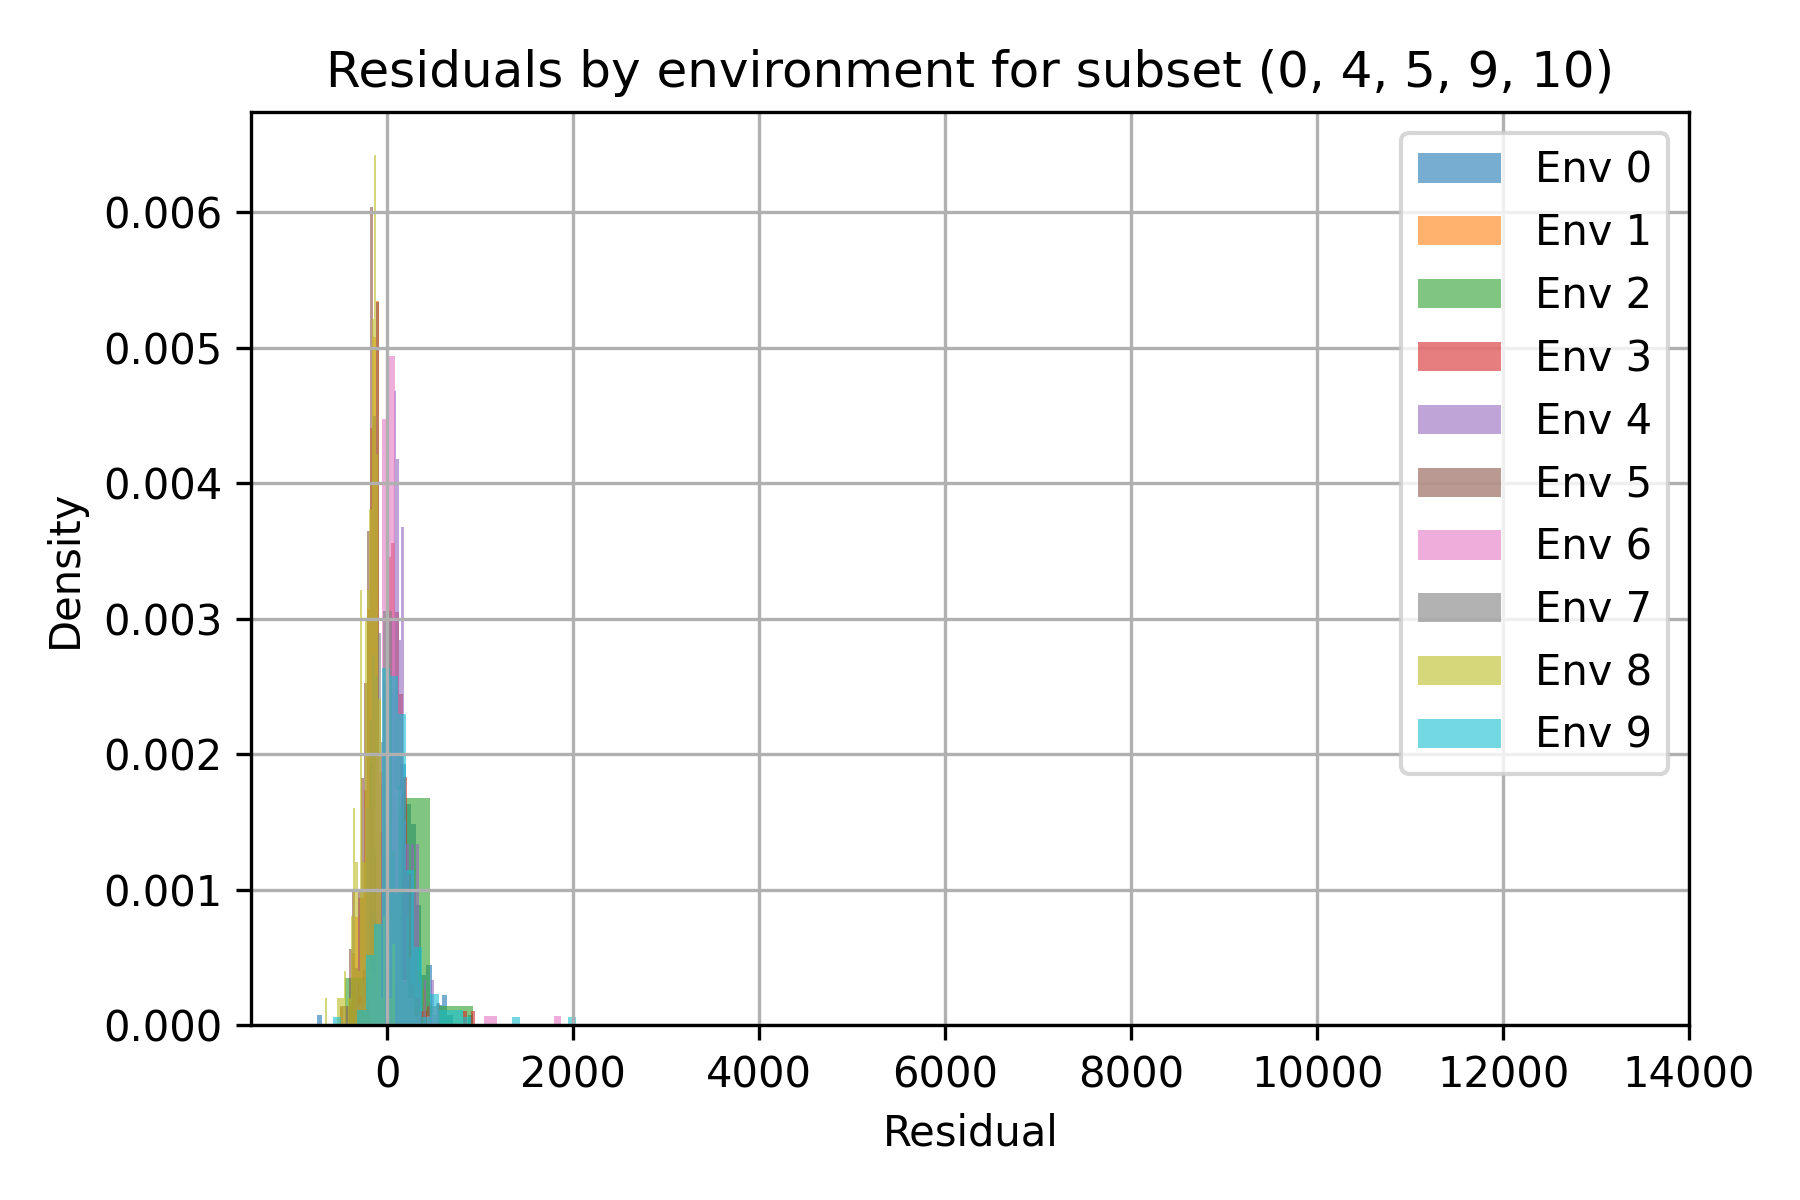 Residuals by environment for subset (0, 4, 5, 9, 10)
Density
0.006
0.005
0.004
0.003
0.002
0.001
0.000
0 2000 4000 6000 8000 10000 12000 14000
Residual
Env 0
Env 1
Env 2
Env 3
Env 4
Env 5
Env 6
Env 7
Env 8
Env 9